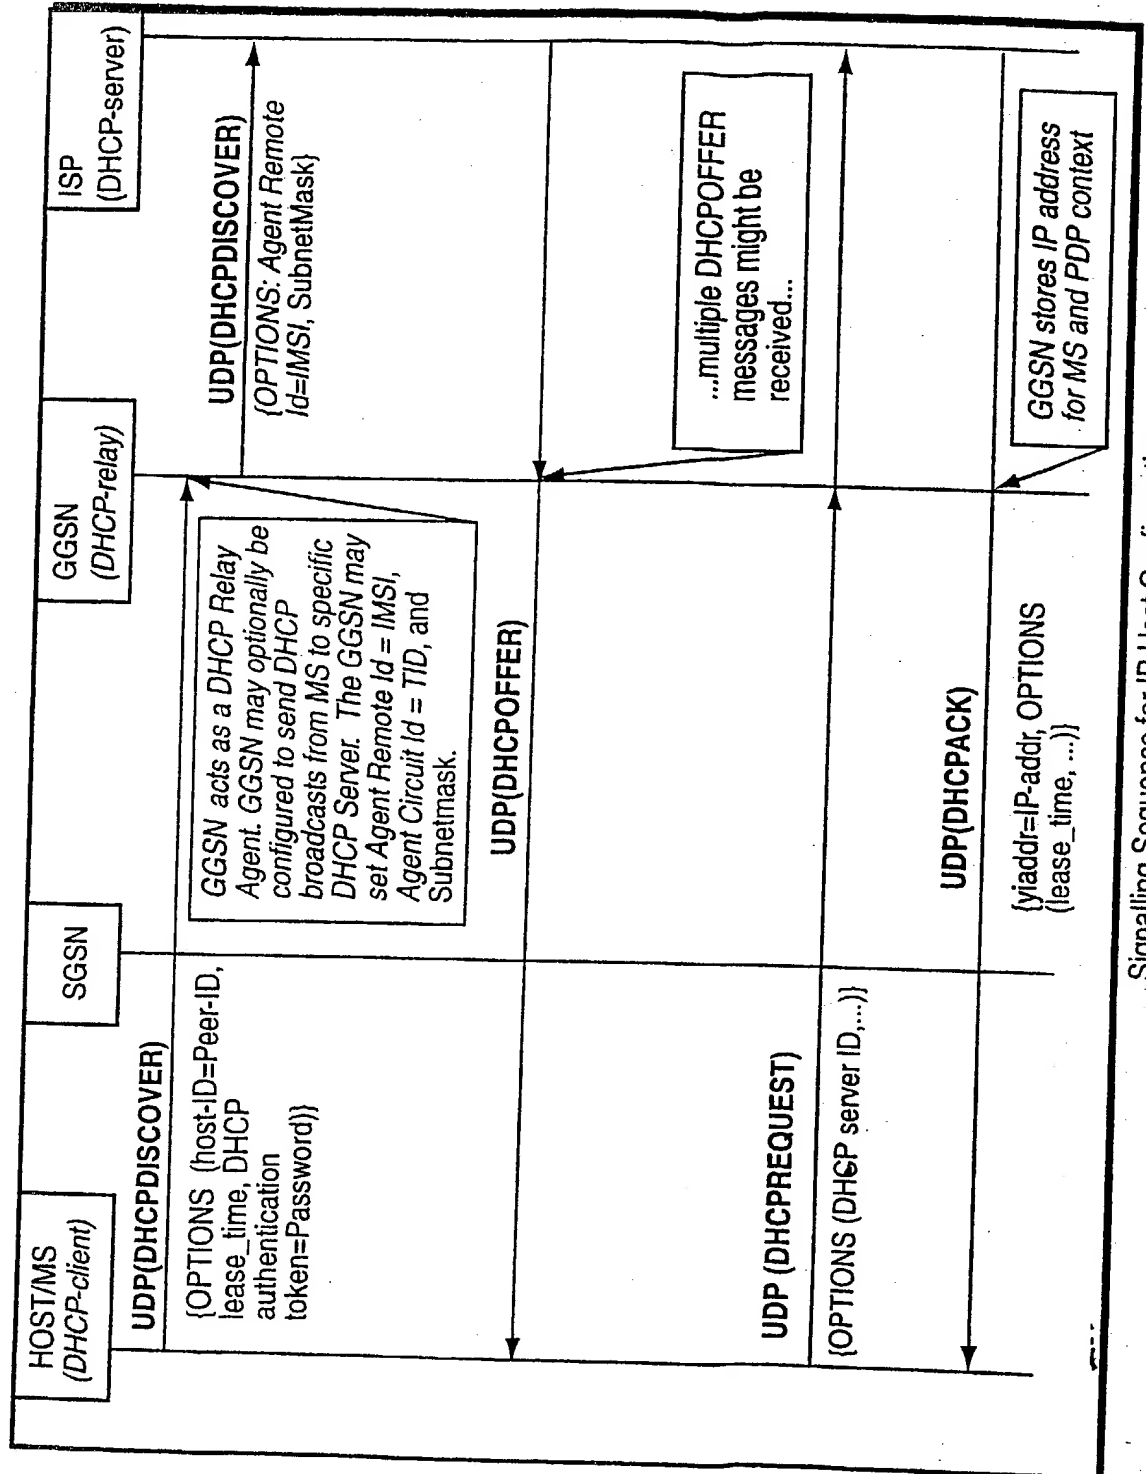 HOST/MS
(DHCP-client)
SGSN
GGSN
(DHCP-relay)
ISP
(DHCP-server)
UDP(DHCPDISCOVER)
{OPTIONS (host-ID=Peer-ID,
lease_time, DHCP
authentication
token=Password)}
GGSN acts as a DHCP Relay
Agent. GGSN may optionally be
configured to send DHCP
broadcasts from MS to specific
DHCP Server. The GGSN may
set Agent Remote Id = IMSI,
Agent Circuit Id = TID, and
Subnetmask.
UDP(DHCPDISCOVER)
{OPTIONS: Agent Remote
Id=IMSI, SubnetMask}
UDP(DHCPOFFER)
...multiple DHCPOFFER
messages might be
received...
UDP (DHCPREQUEST)
{OPTIONS (DHCP server ID,...)}
UDP(DHCPACK)
{yiaddr=IP-addr, OPTIONS
(lease_time, ...)}
GGSN stores IP address
for MS and PDP context
Signalling Sequence for IP Host